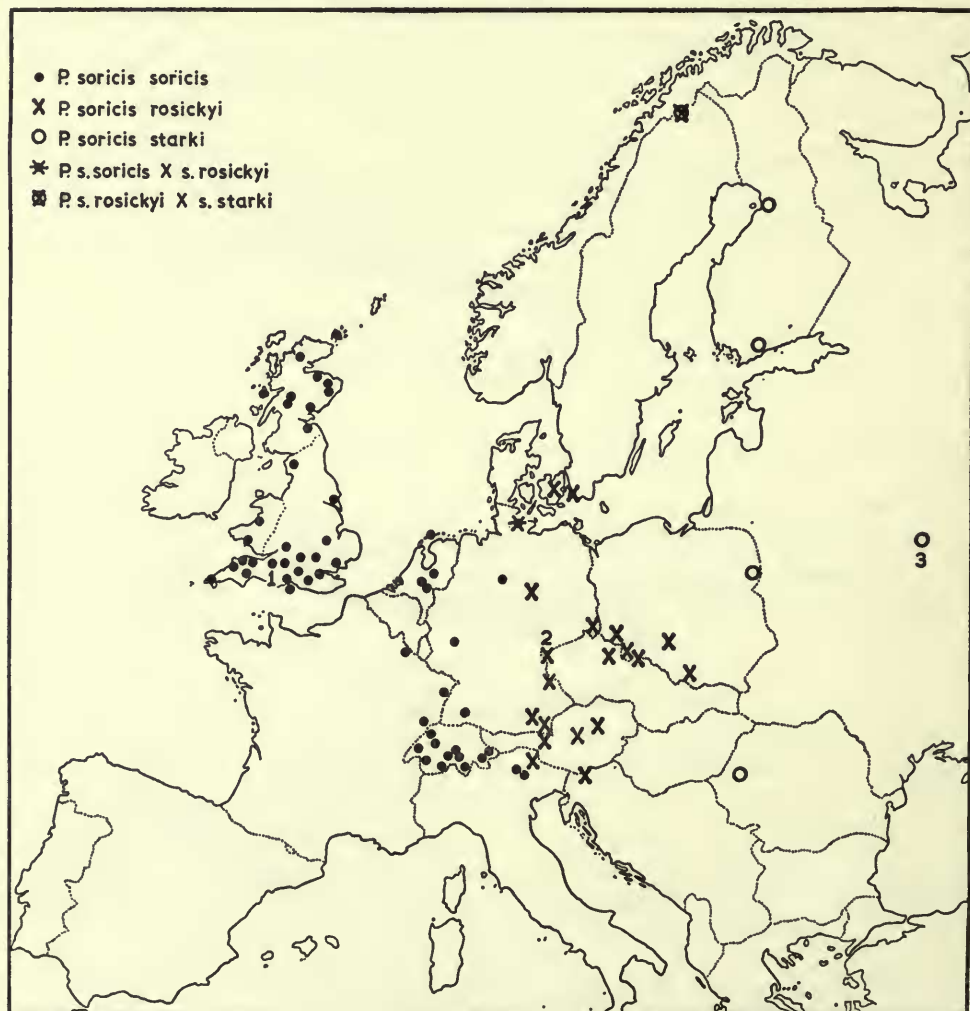 P. soricis soricis
P. soricis rosickyi
P. soricis starki
P. s. soricis X s. rosickyi
P. s. rosickyi X s. starki
1
2
3